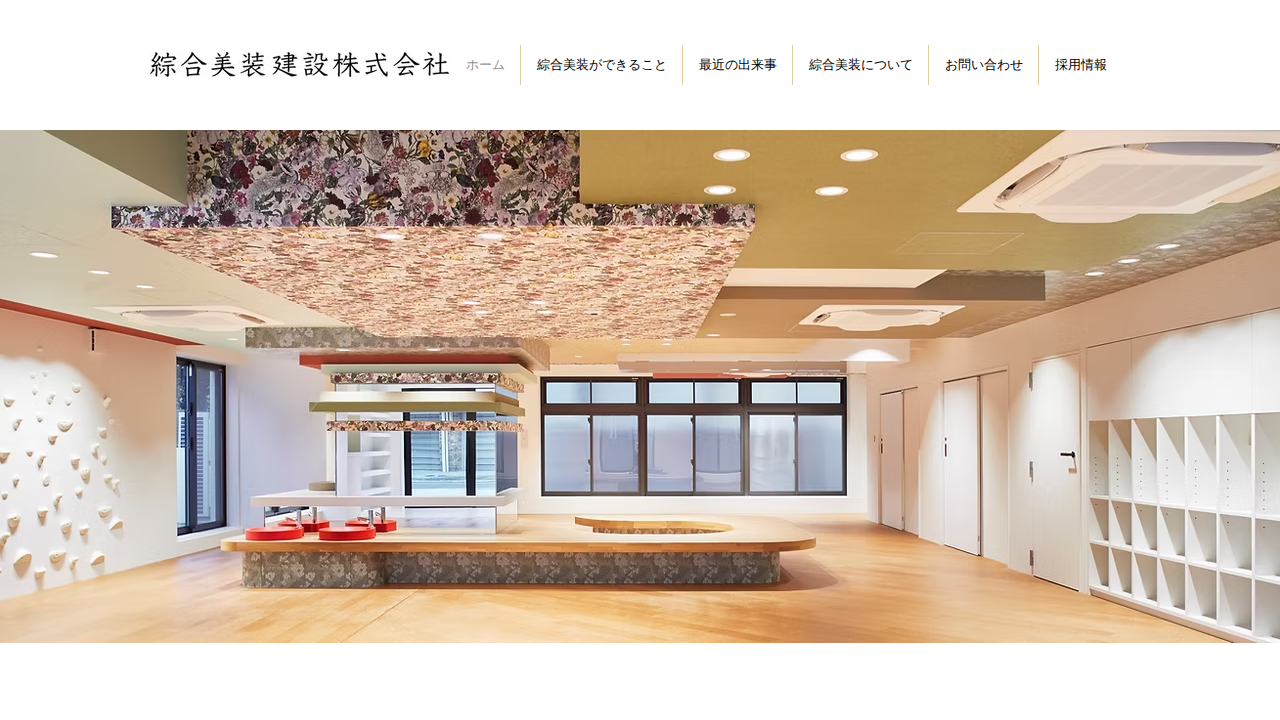 綜合美装建設株式会社
ホーム
綜合美装ができること
最近の出来事
綜合美装について
お問い合わせ
採用情報